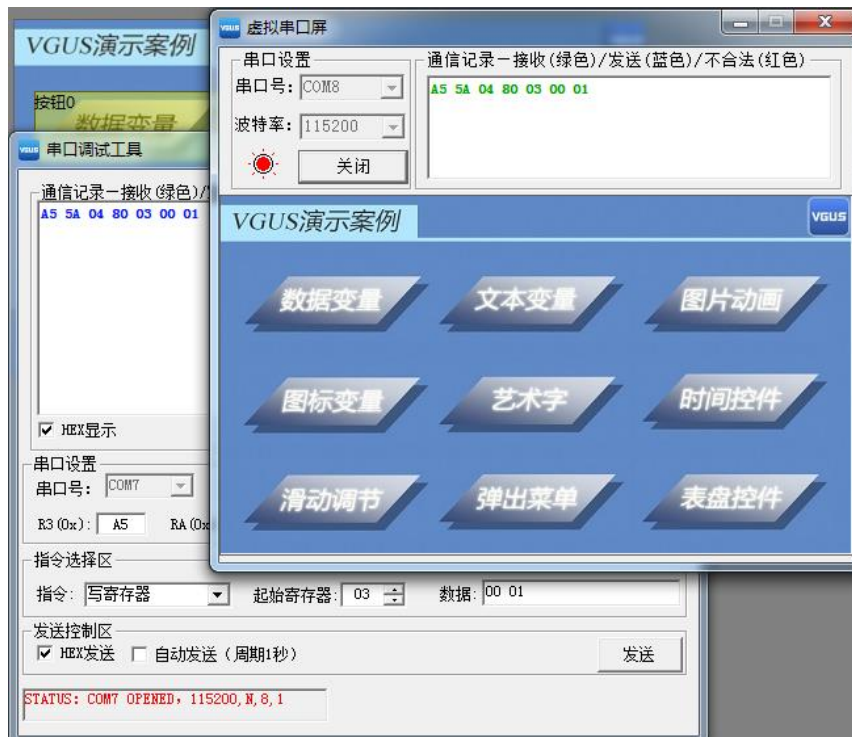 VGUS演示案例
按钮0
数据变量
VGUS 虚拟串口屏
串口设置
串口号: COM8
波特率: 115200
关闭
通信记录—接收(绿色)/发送(蓝色)/不合法(红色)
A5 5A 04 80 03 00 01
VGUS演示案例
VGUS
数据变量 文本变量 图片动画
图标变量 艺术字 时间控件
滑动调节 弹出菜单 表盘控件
VGUS 串口调试工具
通信记录—接收(绿色)/
A5 5A 04 80 03 00 01
HEX显示
串口设置
串口号: COM7
R3(0x): A5 RA(0x
指令选择区
指令: 写寄存器 起始寄存器: 03 数据: 00 01
发送控制区
HEX发送 自动发送(周期1秒) 发送
STATUS: COM7 OPENED, 115200,N,8,1